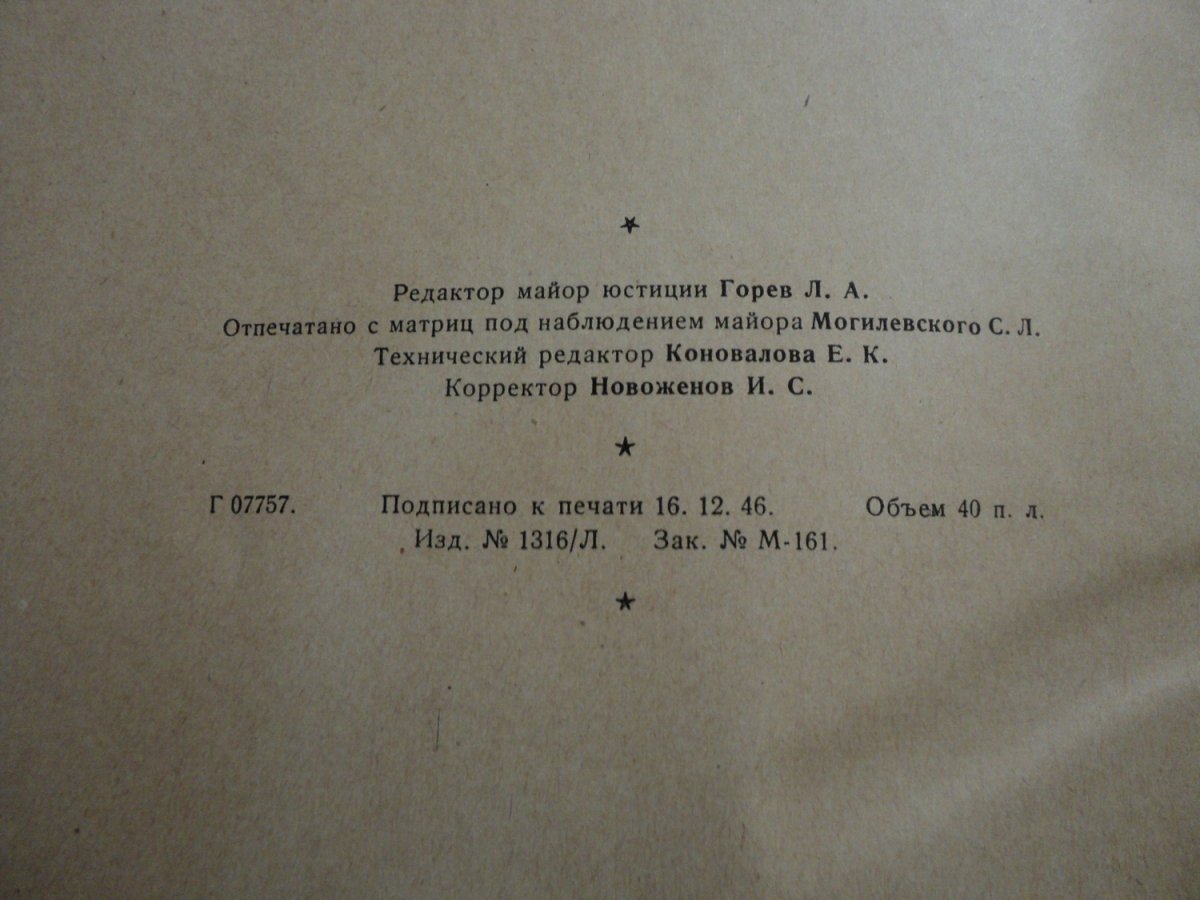 Редактор майор юстиции Горев Л. А.
Отпечатано с матриц под наблюдением майора Могилевского С. Л.
Технический редактор Коновалова Е. К.
Корректор Новоженов И. С.
Г 07757. Подписано к печати 16. 12. 46. Объем 40 п. л.
Изд. № 1316/Л. Зак. № М-161.